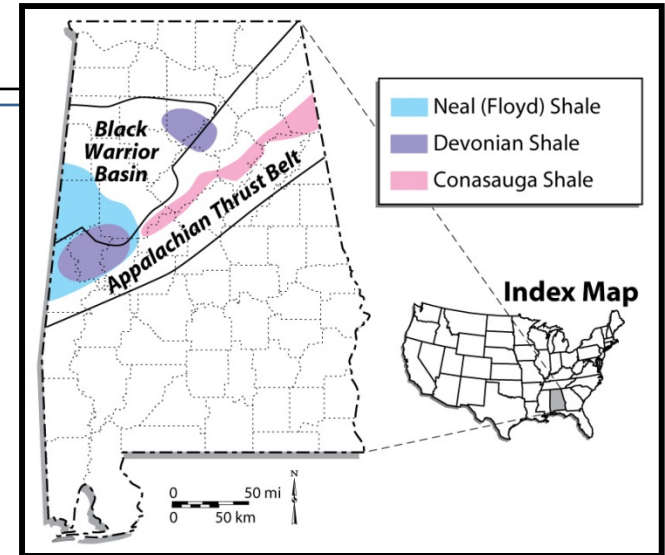 Black
Warrior
Basin
Appalachian Thrust Belt
Neal (Floyd) Shale
Devonian Shale
Conasauga Shale
Index Map
N
0 50 mi
0 50 km